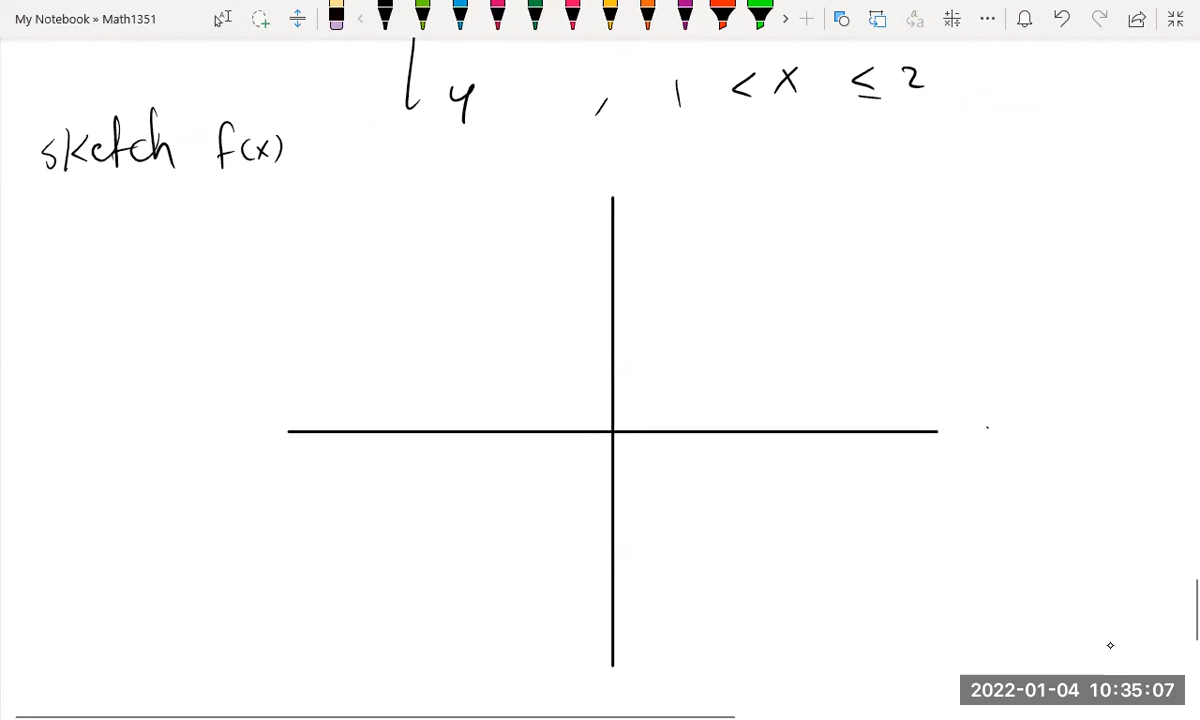 My Notebook » Math1351
4 , 1 < x ≤ 2
sketch f(x)
2022-01-04 10:35:07